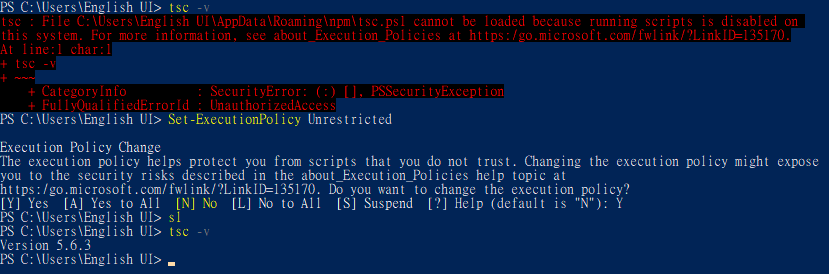 PS C:\Users\English UI> tsc -v
tsc : File C:\Users\English UI\AppData\Roaming\npm\tsc.ps1 cannot be loaded because running scripts is disabled on
this system. For more information, see about_Execution_Policies at https:/go.microsoft.com/fwlink/?LinkID=135170.
At line:1 char:1
+ tsc -v
+ ~~~
    + CategoryInfo          : SecurityError: (:) [], PSSecurityException
    + FullyQualifiedErrorId : UnauthorizedAccess
PS C:\Users\English UI> Set-ExecutionPolicy Unrestricted

Execution Policy Change
The execution policy helps protect you from scripts that you do not trust. Changing the execution policy might expose
you to the security risks described in the about_Execution_Policies help topic at
https:/go.microsoft.com/fwlink/?LinkID=135170. Do you want to change the execution policy?
[Y] Yes  [A] Yes to All  [N] No  [L] No to All  [S] Suspend  [?] Help (default is "N"): Y
PS C:\Users\English UI> sl
PS C:\Users\English UI> tsc -v
Version 5.6.3
PS C:\Users\English UI> _